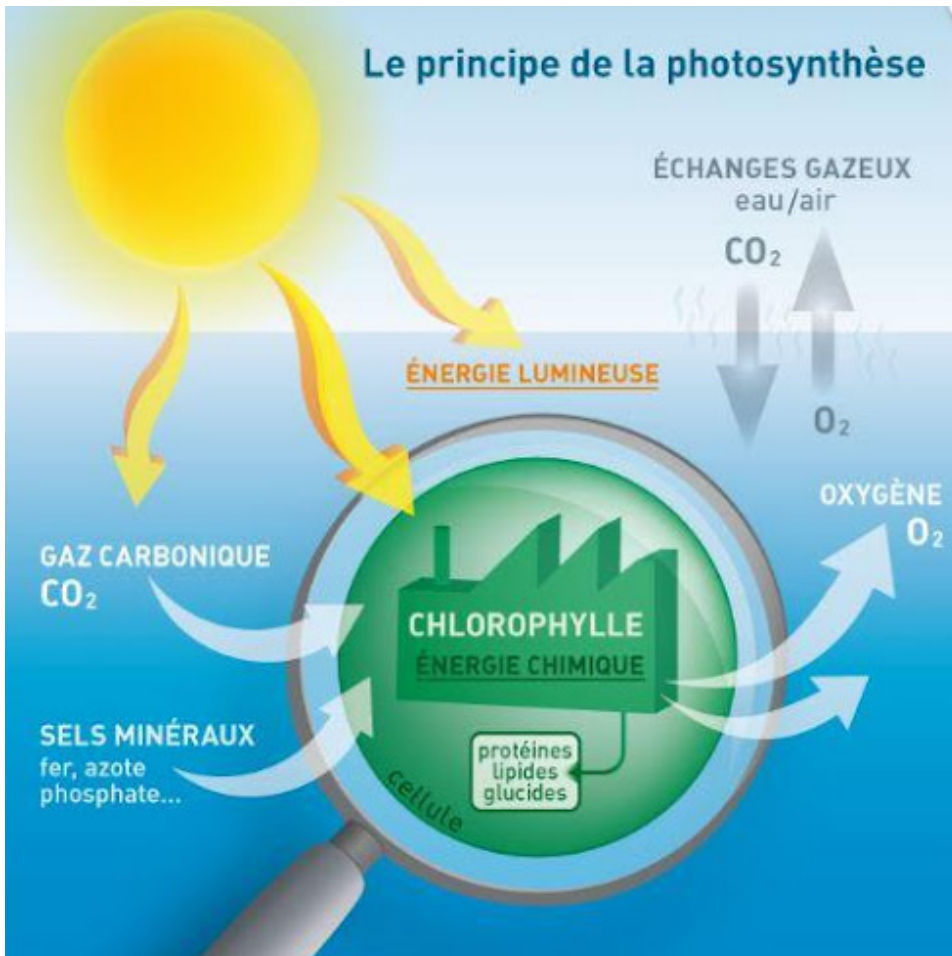 Le principe de la photosynthèse
ÉCHANGES GAZEUX
eau/air
CO₂
O₂
ÉNERGIE LUMINEUSE
OXYGÈNE
O₂
GAZ CARBONIQUE
CO₂
CHLOROPHYLLE
ÉNERGIE CHIMIQUE
SELS MINÉRAUX
fer, azote
phosphate...
protéines
lipides
glucides
cellule